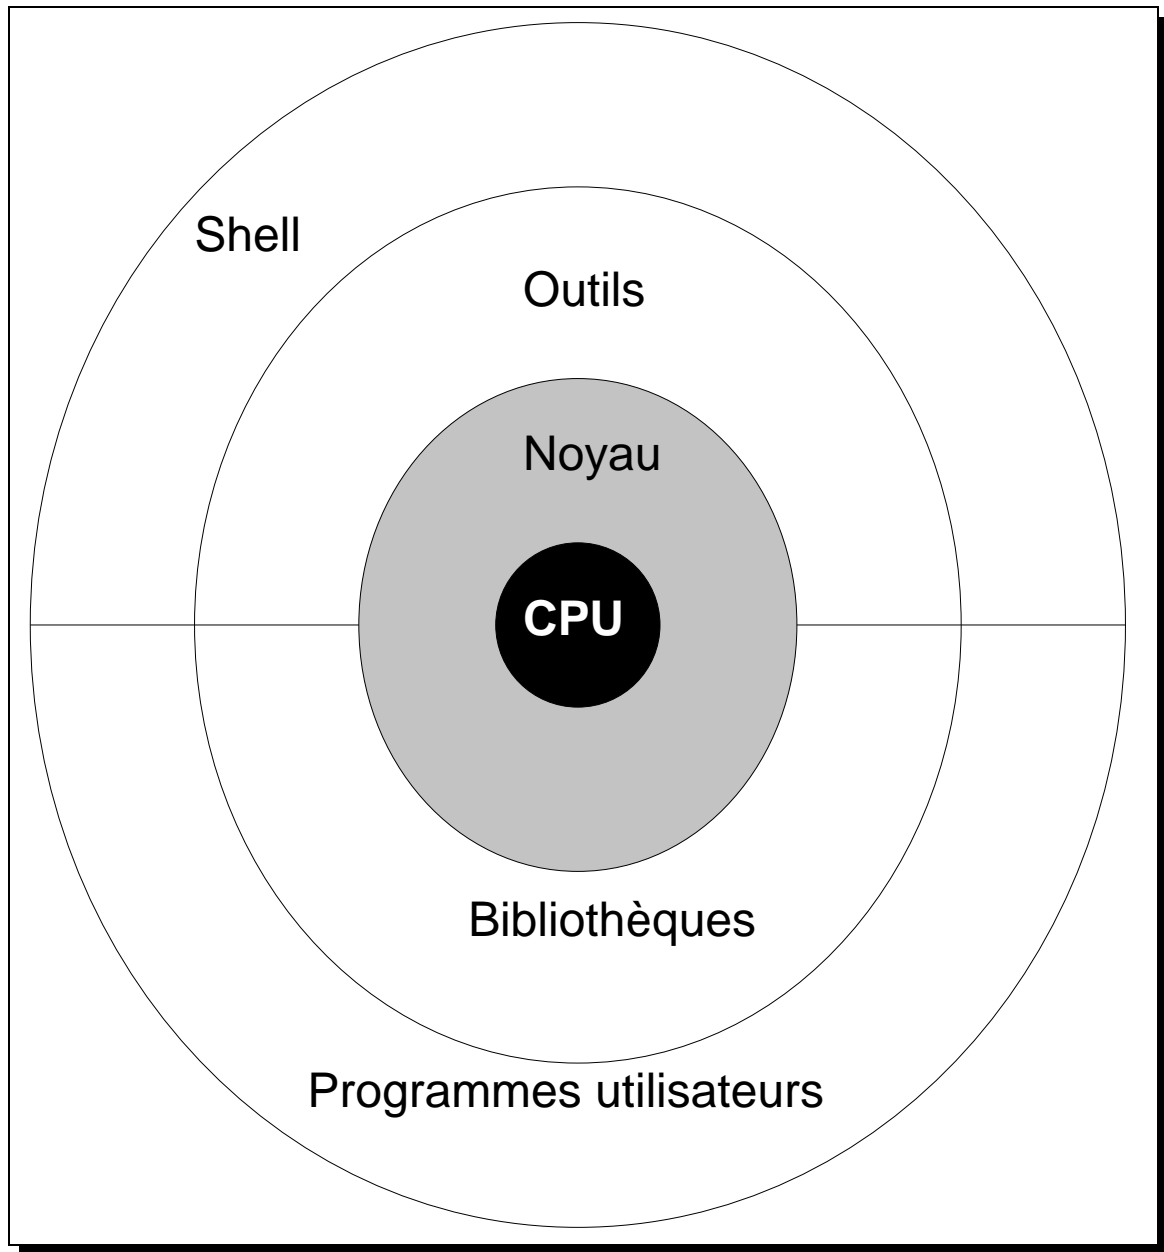 Shell
Outils
Noyau
CPU
Bibliothèques
Programmes utilisateurs